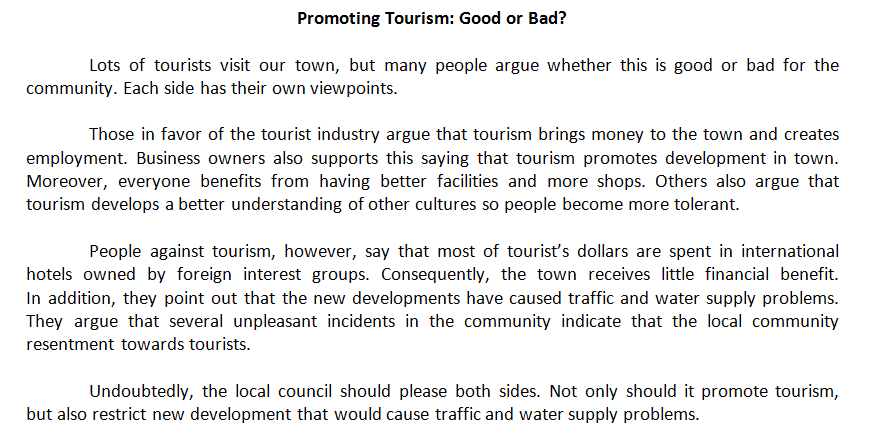 Promoting Tourism: Good or Bad?
Lots of tourists visit our town, but many people argue whether this is good or bad for the
community. Each side has their own viewpoints.
Those in favor of the tourist industry argue that tourism brings money to the town and creates
employment. Business owners also supports this saying that tourism promotes development in town.
Moreover, everyone benefits from having better facilities and more shops. Others also argue that
tourism develops a better understanding of other cultures so people become more tolerant.
People against tourism, however, say that most of tourist's dollars are spent in international
hotels owned by foreign interest groups. Consequently, the town receives little financial benefit.
In addition, they point out that the new developments have caused traffic and water supply problems.
They argue that several unpleasant incidents in the community indicate that the local community
resentment towards tourists.
Undoubtedly, the local council should please both sides. Not only should it promote tourism,
but also restrict new development that would cause traffic and water supply problems.